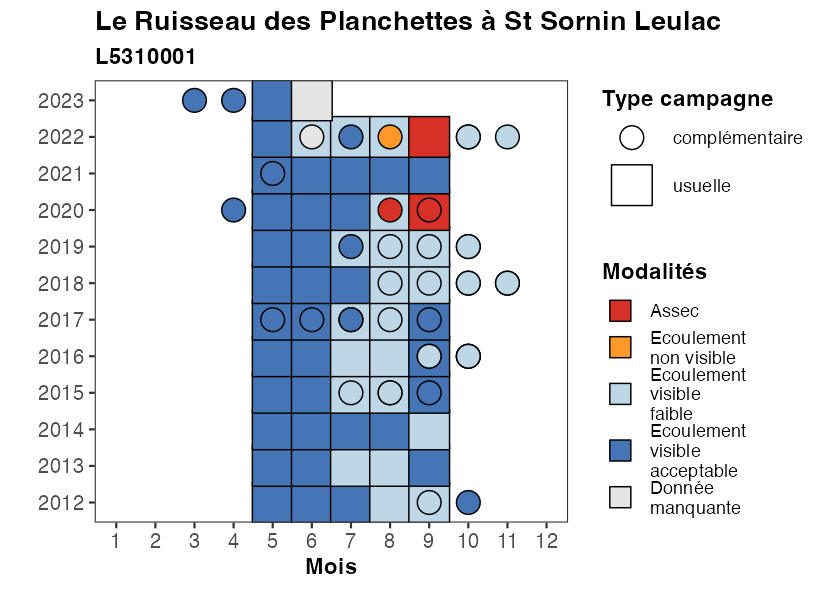 Le Ruisseau des Planchettes à St Sornin Leulac
L5310001
2023
2022
2021
2020
2019
2018
2017
2016
2015
2014
2013
2012
1 2 3 4 5 6 7 8 9 10 11 12
Mois
Type campagne
complémentaire
usuelle
Modalités
Assec
Ecoulement
non visible
Ecoulement
visible
faible
Ecoulement
visible
acceptable
Donnée
manquante